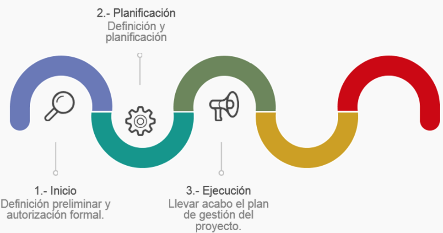 2.- Planificación
Definición y
planificación
1.- Inicio
Definición preliminar y
autorización formal.
3.- Ejecución
Llevar acabo el plan
de gestión del
proyecto.